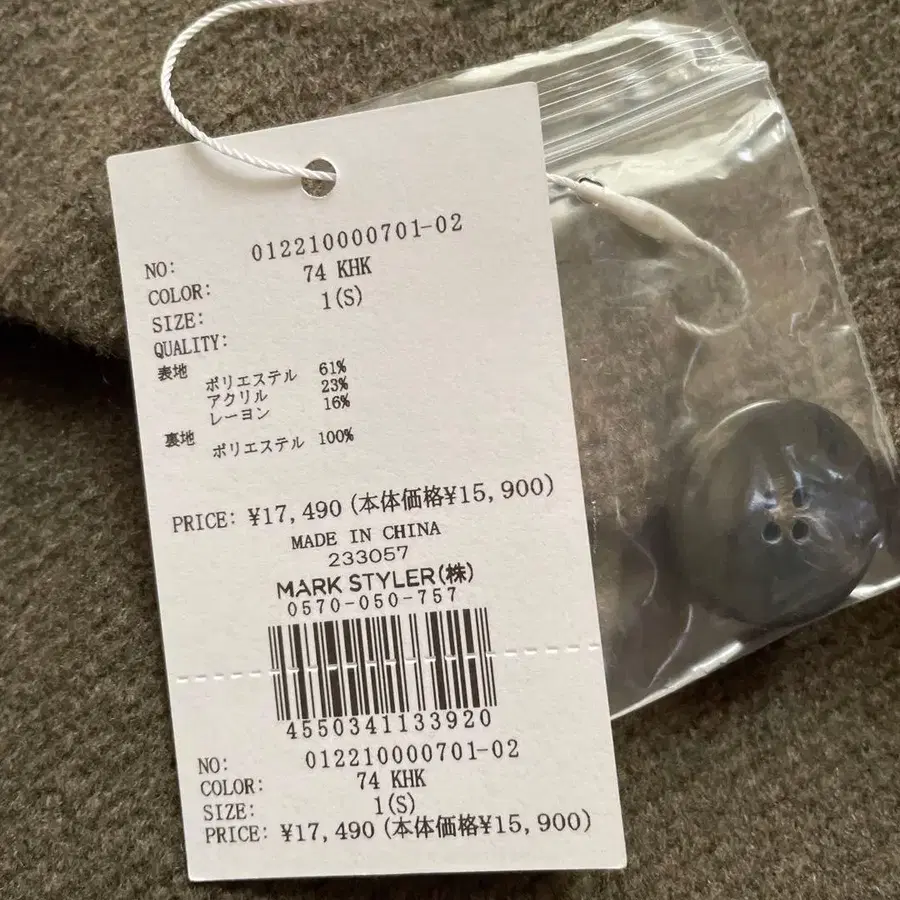 NO: 012210000701-02
COLOR: 74 KHK
SIZE: 1(S)
QUALITY:
表地
ポリエステル 61%
アクリル 23%
レーヨン 16%
裏地
ポリエステル 100%
PRICE: ¥17,490(本体価格¥15,900)
MADE IN CHINA
233057
MARK STYLER(株)
0570-050-757
4550341133920
NO: 012210000701-02
COLOR: 74 KHK
SIZE: 1(S)
PRICE: ¥17,490(本体価格¥15,900)